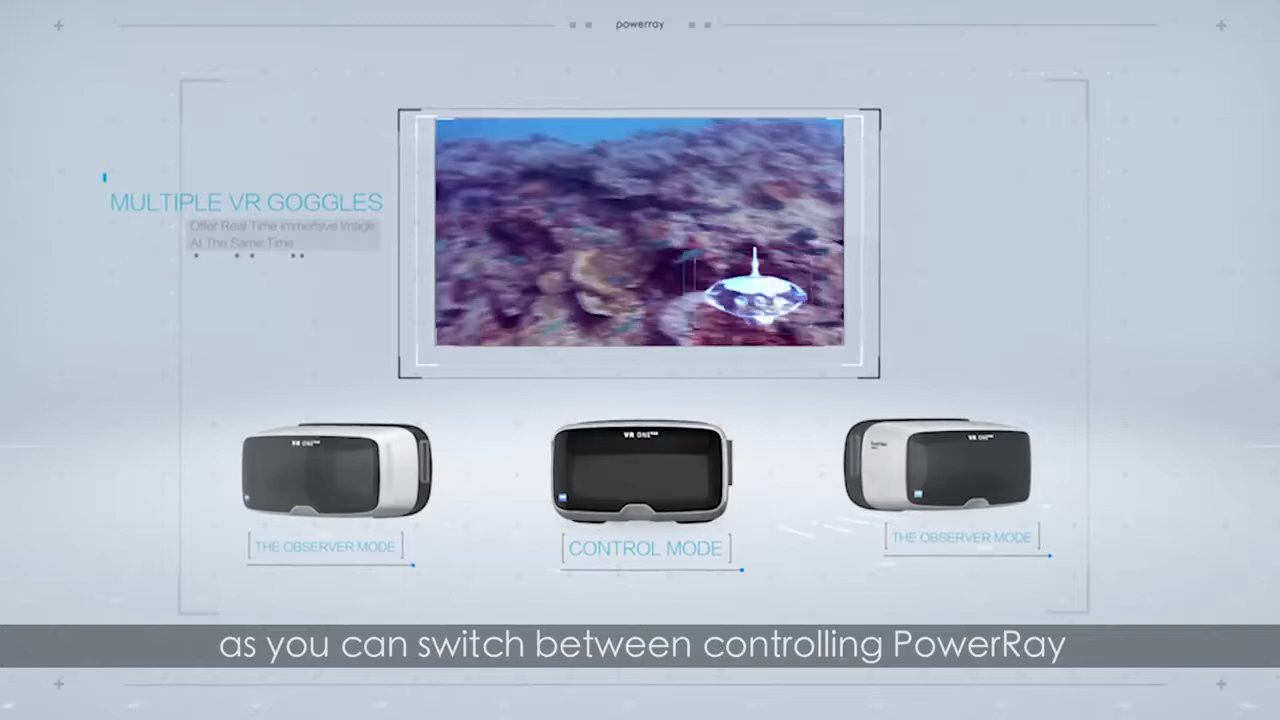 powerray
MULTIPLE VR GOGGLES
Offer Real Time Immersive Image
At The Same Time
VR ONE
VR ONE
VR ONE
THE OBSERVER MODE
CONTROL MODE
THE OBSERVER MODE
as you can switch between controlling PowerRay